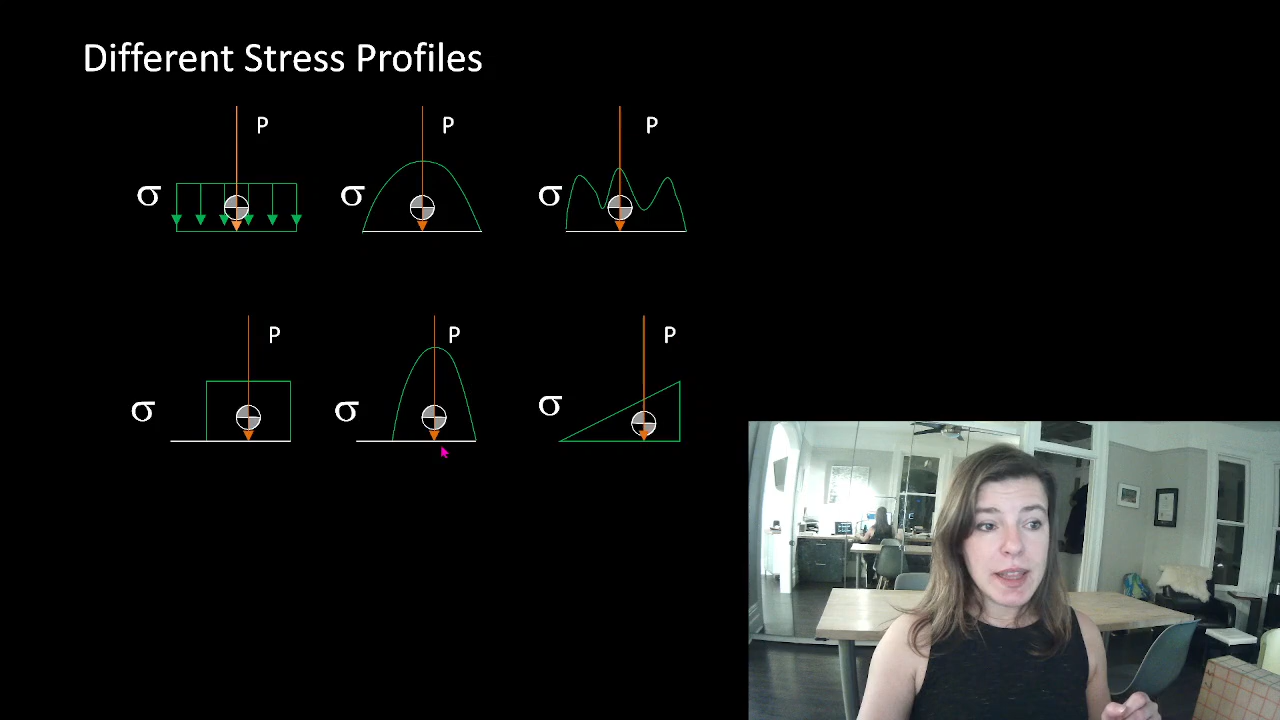 Different Stress Profiles
P P P
σ σ σ
P P P
σ σ σ